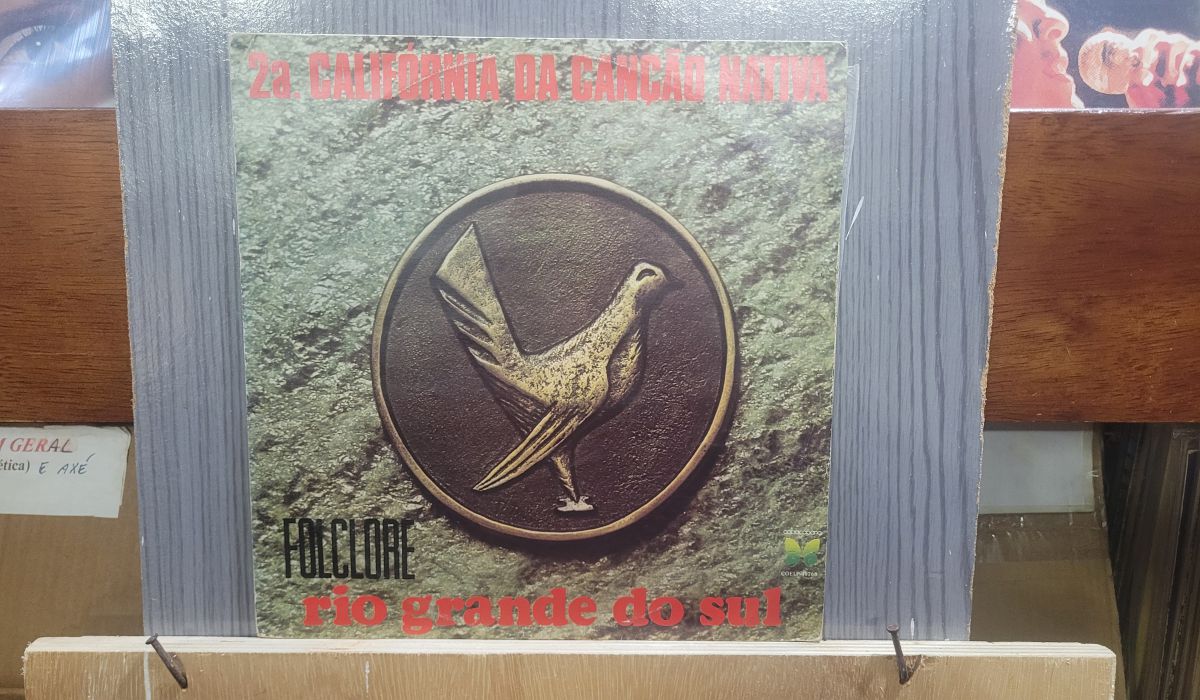 2a. CALIFÓRNIA DA CANÇÃO NATIVA
GERAL
ética) E AXÉ
FOLCLORE
rio grande do sul